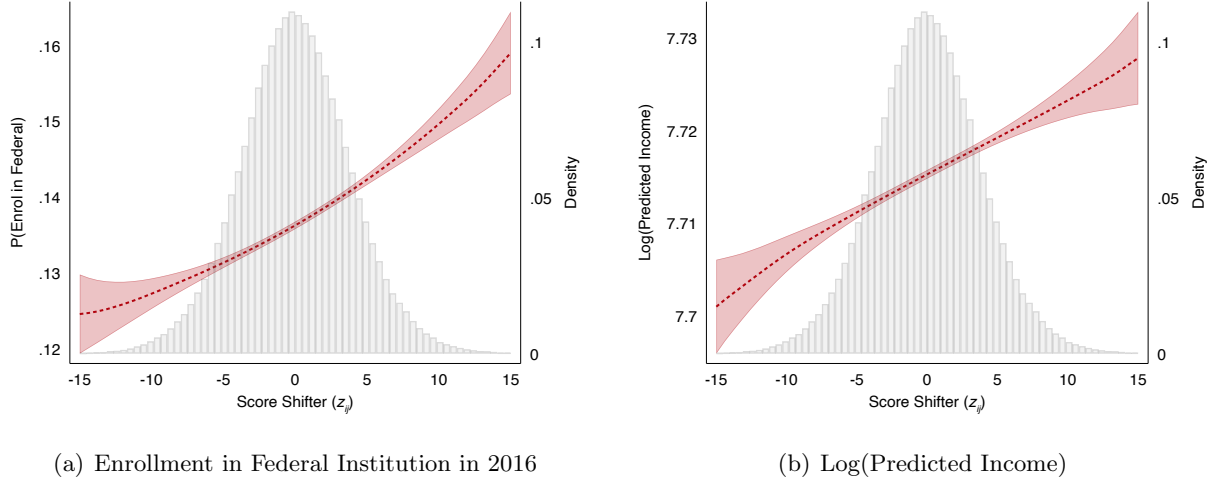 .16
.15
.14
.13
.12
P(Enrol in Federal)
.1
.05
0
Density
-15 -10 -5 0 5 10 15
Score Shifter (z_ij)
(a) Enrollment in Federal Institution in 2016
7.73
7.72
7.71
7.7
Log(Predicted Income)
.1
.05
0
Density
-15 -10 -5 0 5 10 15
Score Shifter (z_ij)
(b) Log(Predicted Income)